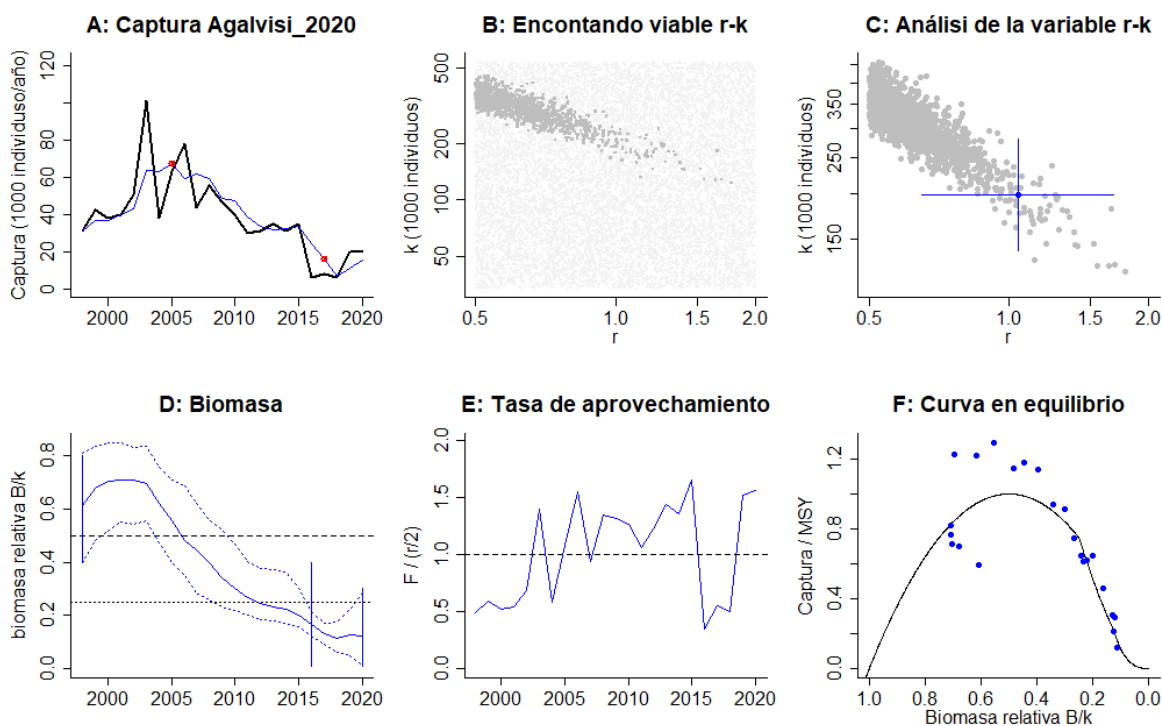 A: Captura Agalvisi_2020
Captura (1000 individuso/año)
0 20 40 60 80 100 120
2000 2005 2010 2015 2020
B: Encontando viable r-k
k (1000 individuos)
50 100 200 500
0.5 1.0 2.0
r
C: Análisi de la variable r-k
k (1000 individuos)
150 250 350
0.5 1.0 1.5
r
D: Biomasa
biomasa relativa B/k
0.0 0.2 0.4 0.6 0.8
2000 2005 2010 2015 2020
E: Tasa de aprovechamiento
F / (r/2)
0.0 0.5 1.0 1.5 2.0
2000 2005 2010 2015 2020
F: Curva en equilibrio
Captura / MSY
0.0 0.4 0.8 1.2
1.0 0.8 0.6 0.4 0.2 0.0
Biomasa relativa B/k